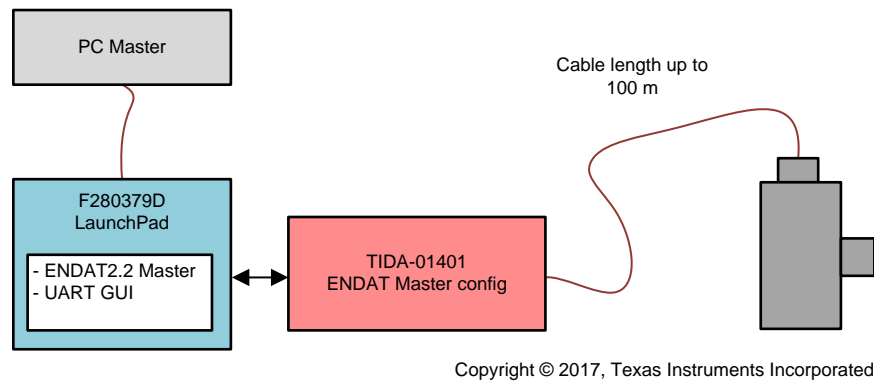 PC Master
Cable length up to
100 m
F280379D
LaunchPad
- ENDAT2.2 Master
- UART GUI
TIDA-01401
ENDAT Master config
Copyright © 2017, Texas Instruments Incorporated